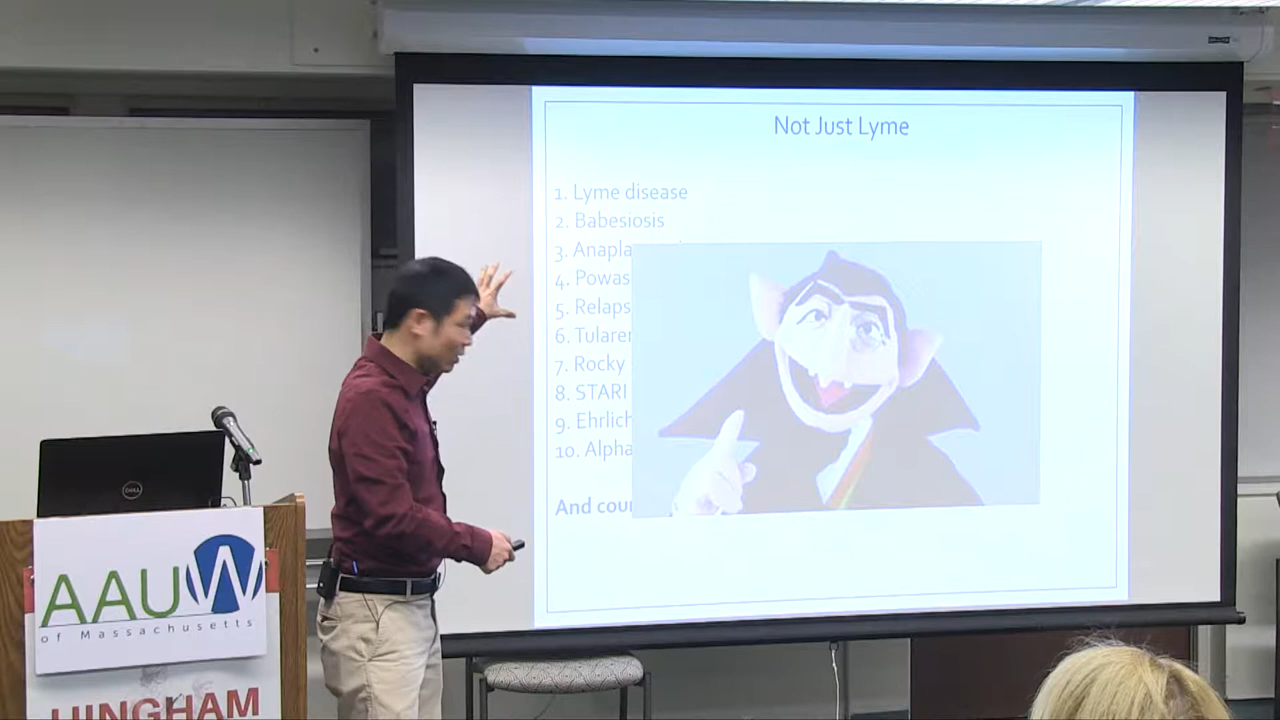 Not Just Lyme
1. Lyme disease
2. Babesiosis
3. Anapla
4. Powas
5. Relaps
6. Tularer
7. Rocky
8. STARI
9. Ehrlich
10. Alpha
And cou
DELL
AAUW
of Massachusetts
HINGHAM